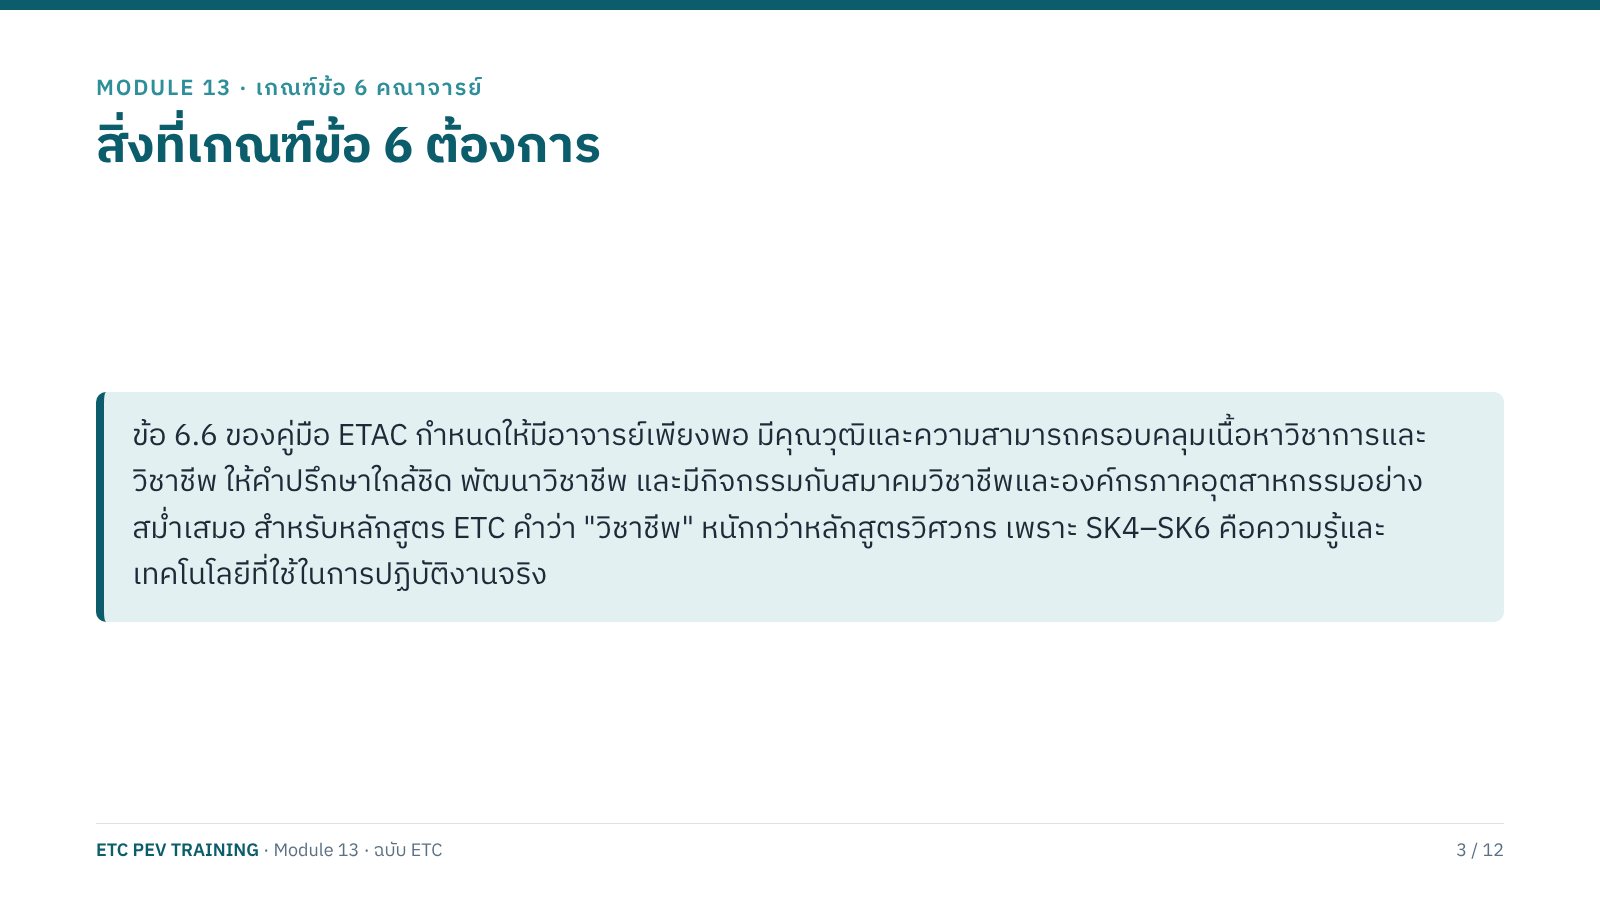 MODULE 13 · เกณฑ์ข้อ 6 คณาจารย์
สิ่งที่เกณฑ์ข้อ 6 ต้องการ
ข้อ 6.6 ของคู่มือ ETAC กำหนดให้มีอาจารย์เพียงพอ มีคุณวุฒิและความสามารถครอบคลุมเนื้อหาวิชาการและ
วิชาชีพ ให้คำปรึกษาใกล้ชิด พัฒนาวิชาชีพ และมีกิจกรรมกับสมาคมวิชาชีพและองค์กรภาคอุตสาหกรรมอย่าง
สม่ำเสมอ สำหรับหลักสูตร ETC คำว่า "วิชาชีพ" หนักกว่าหลักสูตรวิศวกร เพราะ SK4–SK6 คือความรู้และ
เทคโนโลยีที่ใช้ในการปฏิบัติงานจริง
ETC PEV TRAINING · Module 13 · ฉบับ ETC
3 / 12